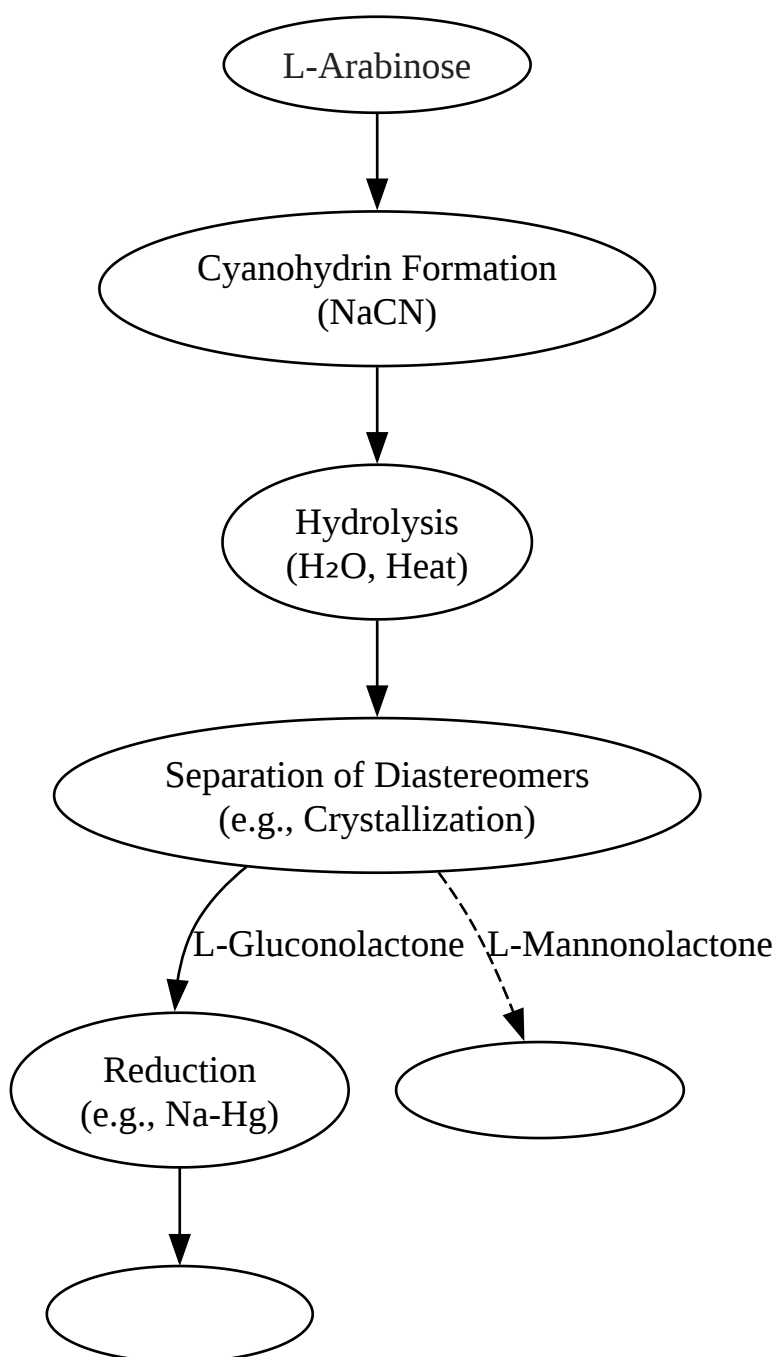 L-Arabinose
Cyanohydrin Formation
(NaCN)
Hydrolysis
(H₂O, Heat)
Separation of Diastereomers
(e.g., Crystallization)
L-Gluconolactone
L-Mannonolactone
Reduction
(e.g., Na-Hg)